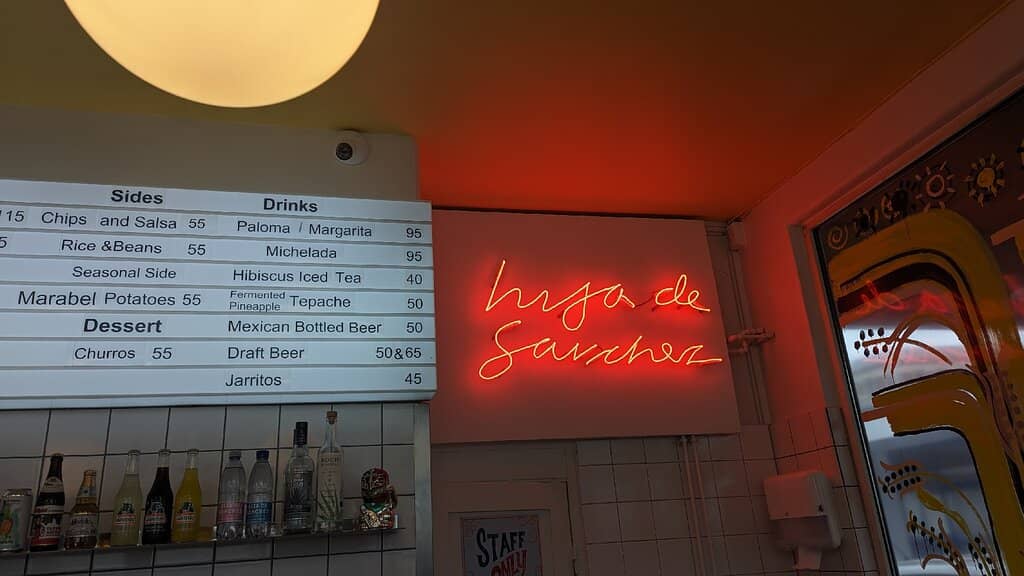 Sides
115 Chips and Salsa 55
5 Rice &Beans 55
Seasonal Side
Marabel Potatoes 55
Dessert
Churros 55
Drinks
Paloma / Margarita 95
Michelada 95
Hibiscus Iced Tea 40
Fermented Pineapple Tepache 50
Mexican Bottled Beer 50
Draft Beer 50&65
Jarritos 45
hija de
Sanchez
STAFF
ONLY